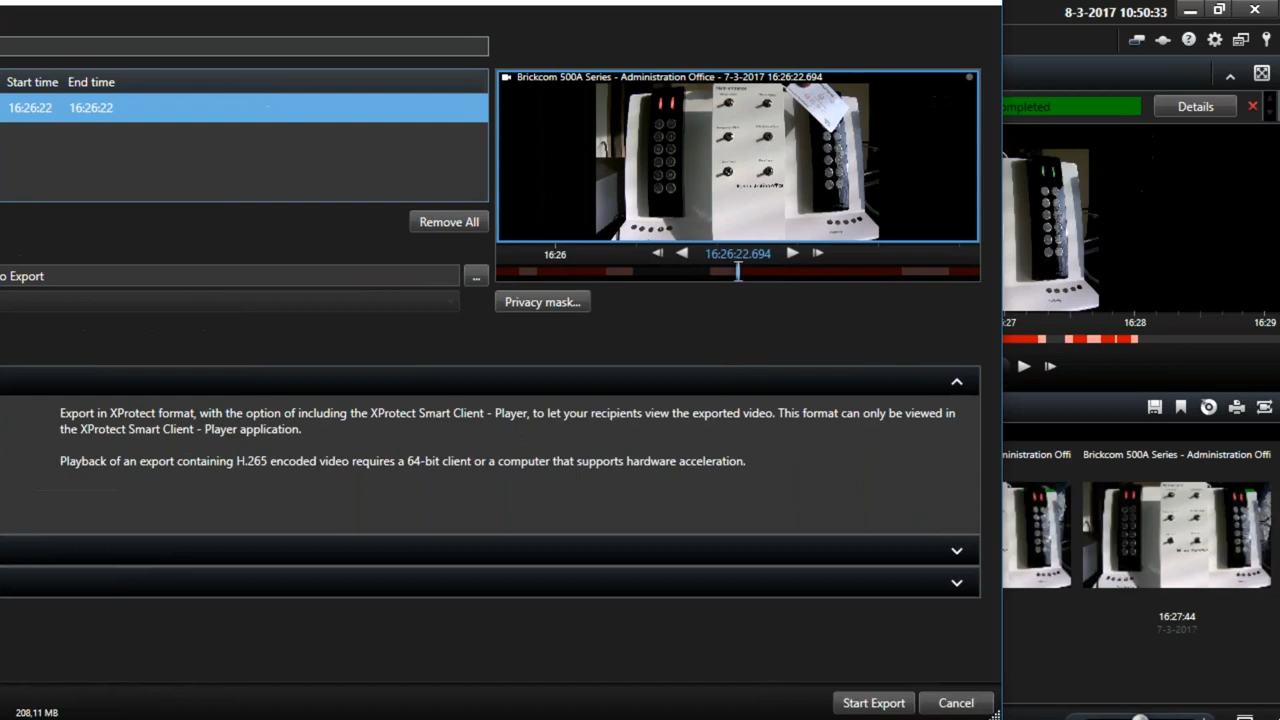 8-3-2017 10:50:33
Start time End time
16:26:22 16:26:22
Brickcom 500A Series - Administration Office - 7-3-2017 16:26:22.694
Main entrance
ompleted
Details
Remove All
16:26
16:26:22.694
o Export
...
Privacy mask...
:27 16:28 16:29
Export in XProtect format, with the option of including the XProtect Smart Client - Player, to let your recipients view the exported video. This format can only be viewed in
the XProtect Smart Client - Player application.
Playback of an export containing H.265 encoded video requires a 64-bit client or a computer that supports hardware acceleration.
ninistration Offi
Brickcom 500A Series - Administration Offi
16:27:44
7-3-2017
208,11 MB
Start Export
Cancel